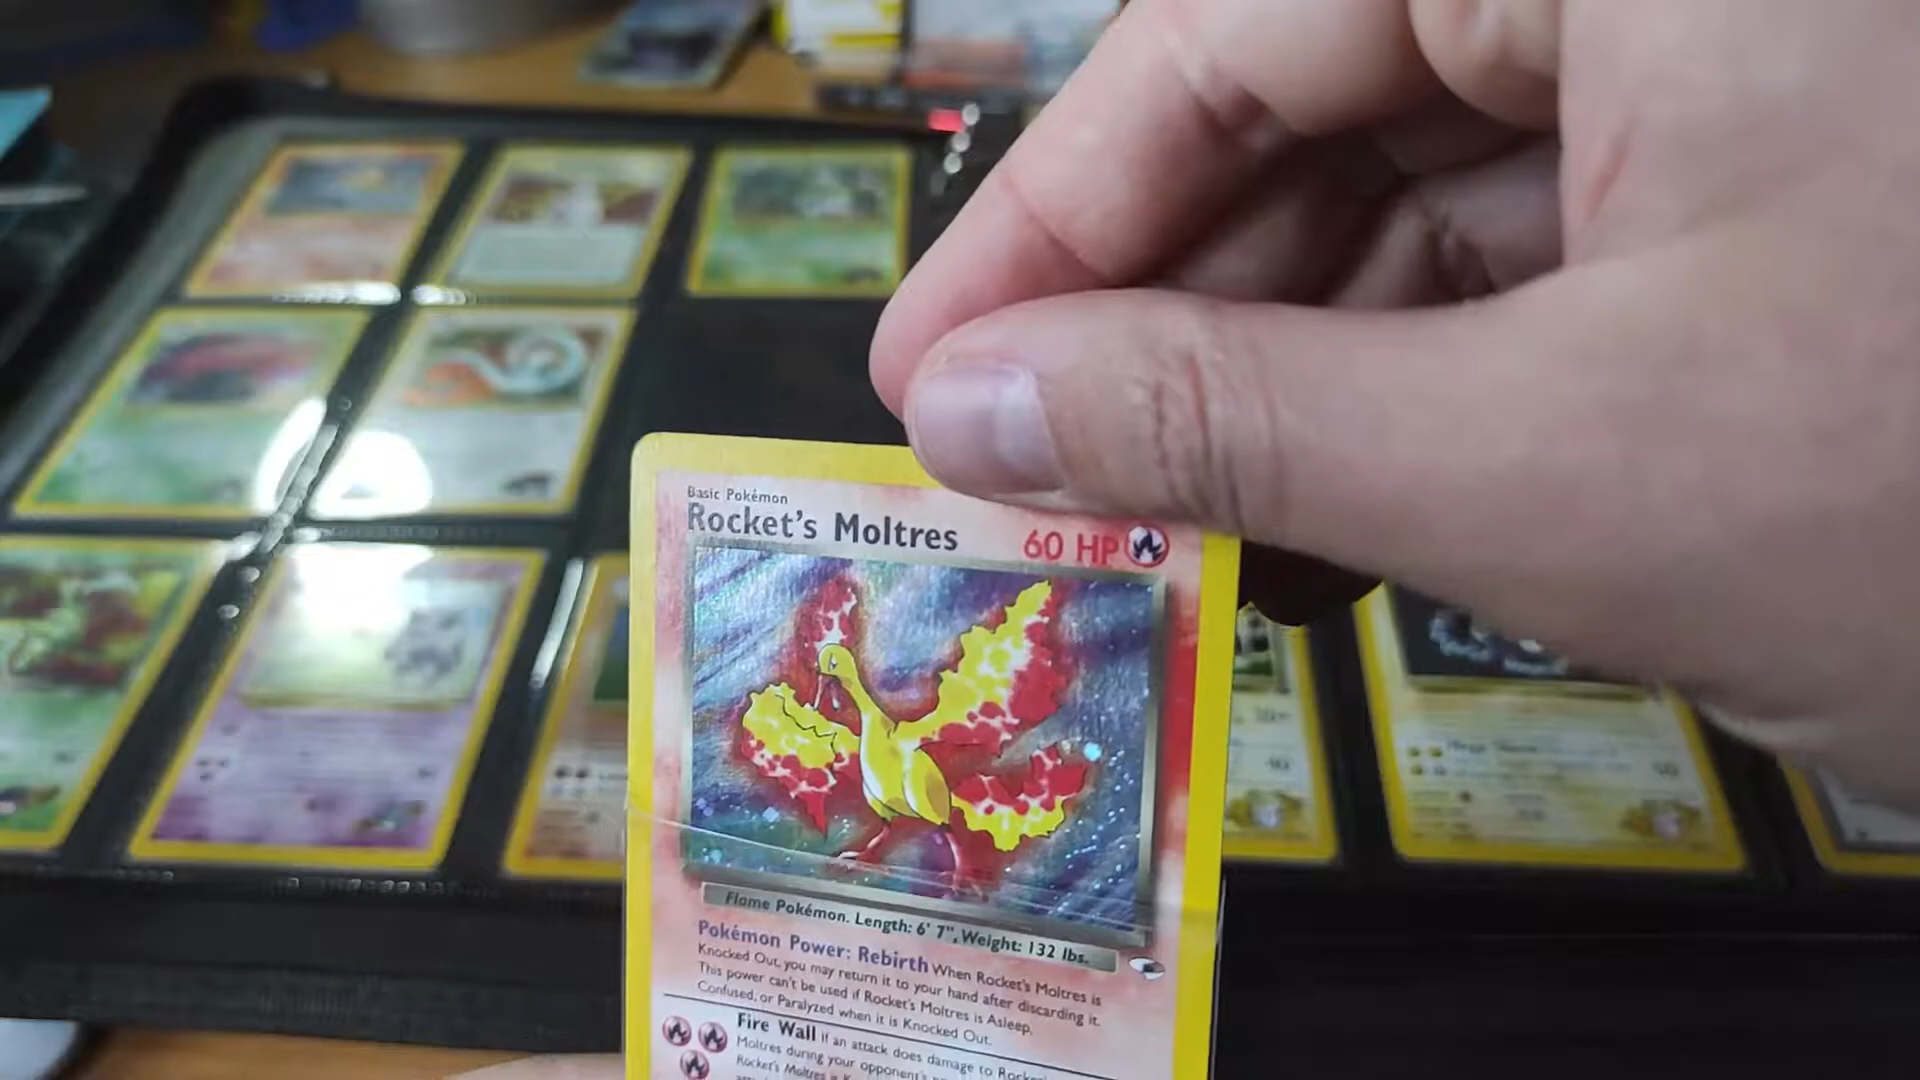 Basic Pokémon
Rocket's Moltres 60 HP
Flame Pokémon. Length: 6' 7", Weight: 132 lbs.
Pokémon Power: Rebirth When Rocket's Moltres is
Knocked Out, you may return it to your hand after discarding it.
This power can't be used if Rocket's Moltres is Asleep,
Confused, or Paralyzed when it is Knocked Out.
Fire Wall If an attack does damage to Rocket's
Moltres during your opponent's
Rocket's Moltres is